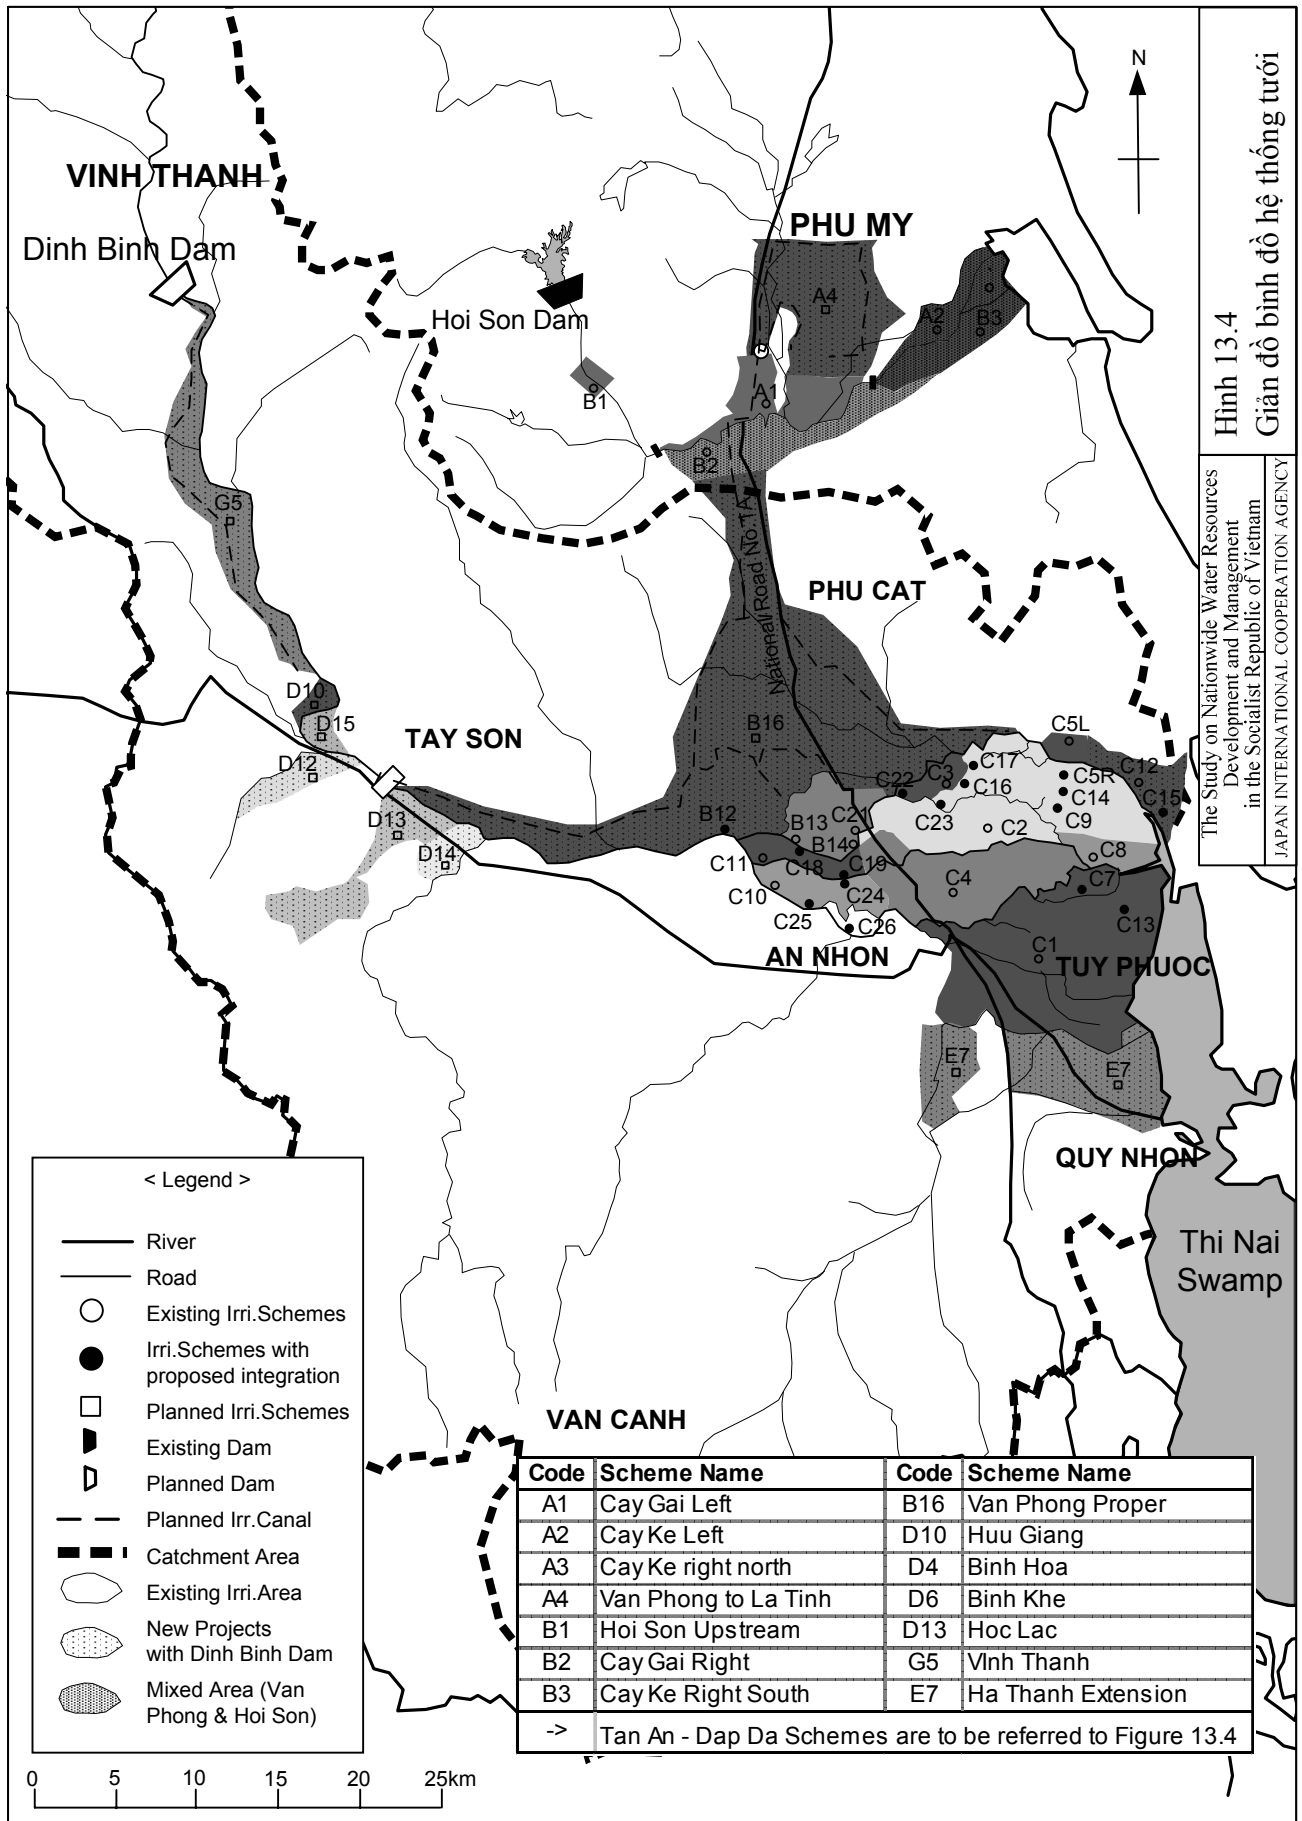 N
VINH THANH
Dinh Binh Dam
PHU MY
Hoi Son Dam
A4
A2
B3
B1
A1
B2
G5
National Road No.1A
PHU CAT
D10
D15
D12
TAY SON
B16
C5L
C17
C3
C16
C22
C5R
C12
C14
C15
C9
C23
C2
D13
D14
B12
B13
C21
B14
C11
C18
C19
C8
C10
C24
C4
C7
C25
C26
C13
AN NHON
C1
TUY PHUOC
E7
E7
QUY NHON
Thi Nai
Swamp
VAN CANH
Hình 13.4
Giản đồ bình đồ hệ thống tưới
The Study on Nationwide Water Resources
Development and Management
in the Socialist Republic of Vietnam
JAPAN INTERNATIONAL COOPERATION AGENCY
< Legend >
River
Road
Existing Irri.Schemes
Irri.Schemes with
proposed integration
Planned Irri.Schemes
Existing Dam
Planned Dam
Planned Irr.Canal
Catchment Area
Existing Irri.Area
New Projects
with Dinh Binh Dam
Mixed Area (Van
Phong & Hoi Son)
Code Scheme Name Code Scheme Name
A1 Cay Gai Left B16 Van Phong Proper
A2 Cay Ke Left D10 Huu Giang
A3 Cay Ke right north D4 Binh Hoa
A4 Van Phong to La Tinh D6 Binh Khe
B1 Hoi Son Upstream D13 Hoc Lac
B2 Cay Gai Right G5 VInh Thanh
B3 Cay Ke Right South E7 Ha Thanh Extension
-> Tan An - Dap Da Schemes are to be referred to Figure 13.4
0 5 10 15 20 25km